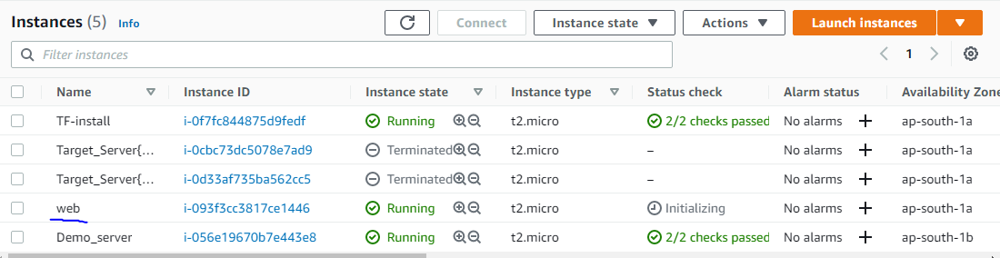 Instances (5) Info Connect Instance state Actions Launch instances
Filter instances 1
Name Instance ID Instance state Instance type Status check Alarm status Availability Zone
TF-install i-0f7fc844875d9fedf Running t2.micro 2/2 checks passed No alarms ap-south-1a
Target_Server{... i-0cbc73dc5078e7ad9 Terminated t2.micro – No alarms ap-south-1a
Target_Server{... i-0d33af735ba562cc5 Terminated t2.micro – No alarms ap-south-1a
web i-093f3cc3817ce1446 Running t2.micro Initializing No alarms ap-south-1a
Demo_server i-056e19670b7e443e8 Running t2.micro 2/2 checks passed No alarms ap-south-1b